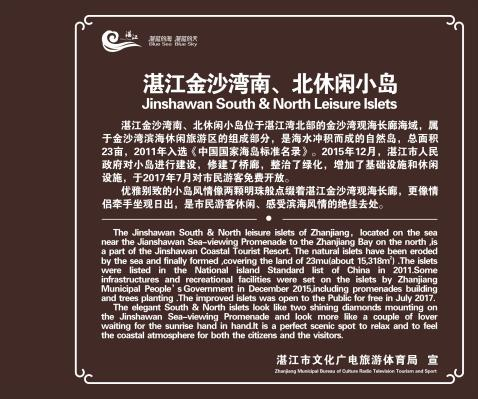 湛江
湛蓝的海 湛蓝的天
Blue Sea Blue Sky
湛江金沙湾南、北休闲小岛
Jinshawan South & North Leisure Islets
湛江金沙湾南、北休闲小岛位于湛江湾北部的金沙湾观海长廊海域，属
于金沙湾滨海休闲旅游区的组成部分，是海水冲积而成的自然岛，总面积
23亩，2011年入选《中国国家海岛标准名录》。2015年12月，湛江市人民
政府对小岛进行建设，修建了桥廊，整治了绿化，增加了基础设施和休闲
设施，于2017年7月对市民游客免费开放。
优雅别致的小岛风情像两颗明珠般点缀着湛江金沙湾观海长廊，更像情
侣牵手坐观日出，是市民游客休闲、感受滨海风情的绝佳去处。
The Jinshawan South & North leisure islets of Zhanjiang, located on the sea
near the Jianshawan Sea-viewing Promenade to the Zhanjiang Bay on the north ,is
a part of the Jinshawan Coastal Tourist Resort. The natural islets have been eroded
by the sea and finally formed ,covering the land of 23mu(about 15,318m²) .The islets
were listed in the National island Standard list of China in 2011.Some
infrastructures and recreational facilities were set on the islets by Zhanjiang
Municipal People's Government in December 2015,including promenades building
and trees planting .The improved islets was open to the Public for free in July 2017.
The elegant South & North islets look like two shining diamonds mounting on
the Jinshawan Sea-viewing Promenade and look more like a couple of lover
waiting for the sunrise hand in hand.It is a perfect scenic spot to relax and to feel
the coastal atmosphere for both the citizens and the visitors.
湛江市文化广电旅游体育局 宣
Zhanjiang Municipal Bureau of Culture Radio Television Tourism and Sport